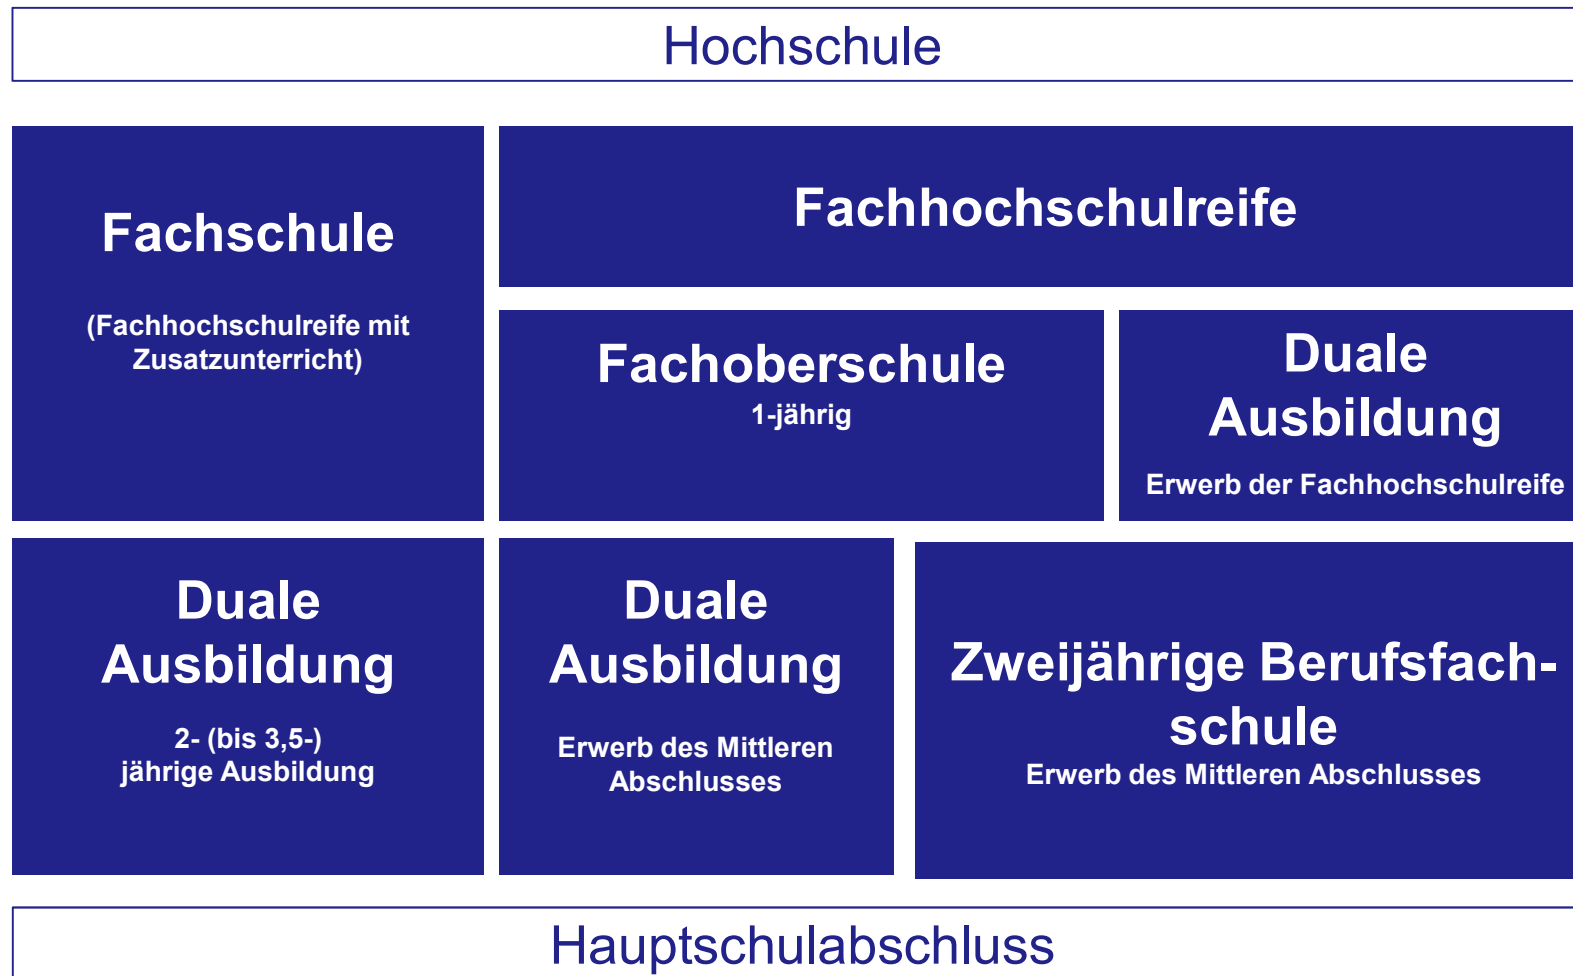 Hochschule
Fachschule
(Fachhochschulreife mit
Zusatzunterricht)
Fachhochschulreife
Fachoberschule
1-jährig
Duale
Ausbildung
Erwerb der Fachhochschulreife
Duale
Ausbildung
2- (bis 3,5-)
jährige Ausbildung
Duale
Ausbildung
Erwerb des Mittleren
Abschlusses
Zweijährige Berufsfach-
schule
Erwerb des Mittleren Abschlusses
Hauptschulabschluss